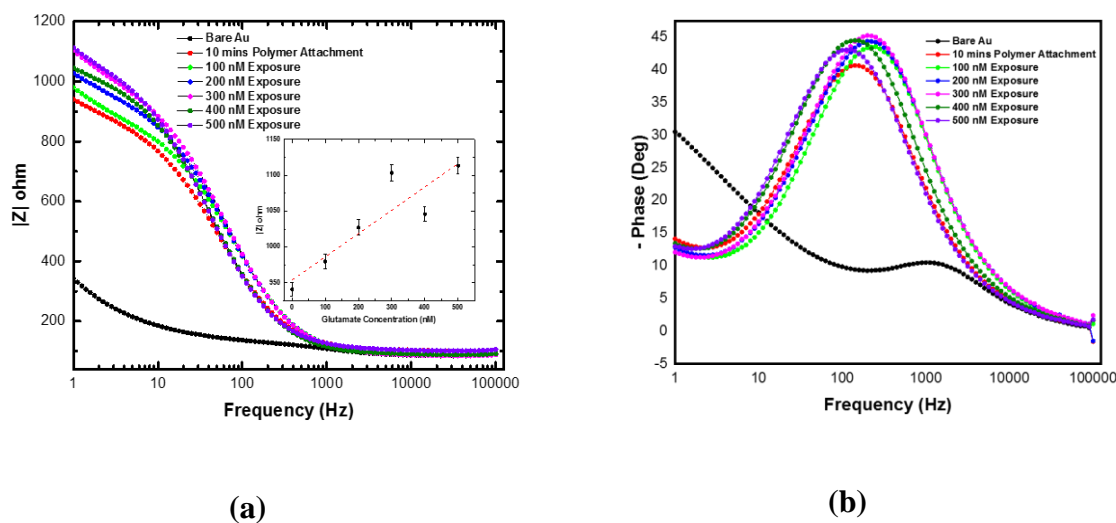 1200
1000
800
600
400
200
|Z| ohm
Bare Au
10 mins Polymer Attachment
100 nM Exposure
200 nM Exposure
300 nM Exposure
400 nM Exposure
500 nM Exposure
1150
1100
1050
1000
950
|Z| ohm
0 100 200 300 400 500
Glutamate Concentration (nM)
1 10 100 1000 10000 100000
Frequency (Hz)
(a)
45
40
35
30
25
20
15
10
5
0
-5
- Phase (Deg)
Bare Au
10 mins Polymer Attachment
100 nM Exposure
200 nM Exposure
300 nM Exposure
400 nM Exposure
500 nM Exposure
1 10 100 1000 10000 100000
Frequency (Hz)
(b)